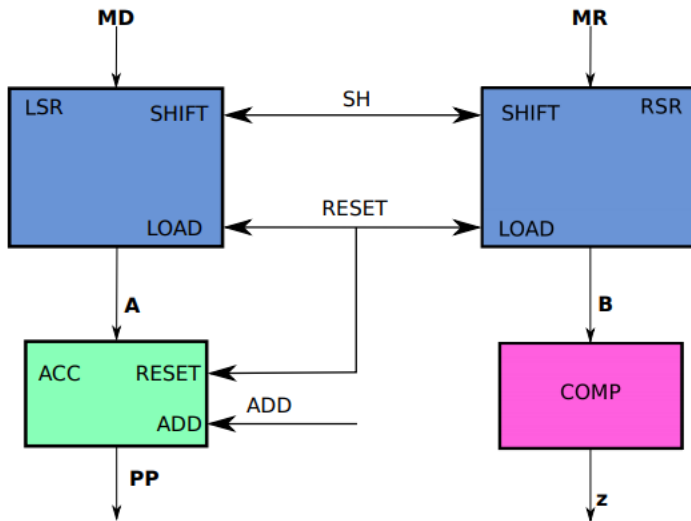 MD
MR
LSR
SHIFT
SH
SHIFT
RSR
RESET
LOAD
LOAD
A
B
ACC
RESET
COMP
ADD
ADD
PP
z